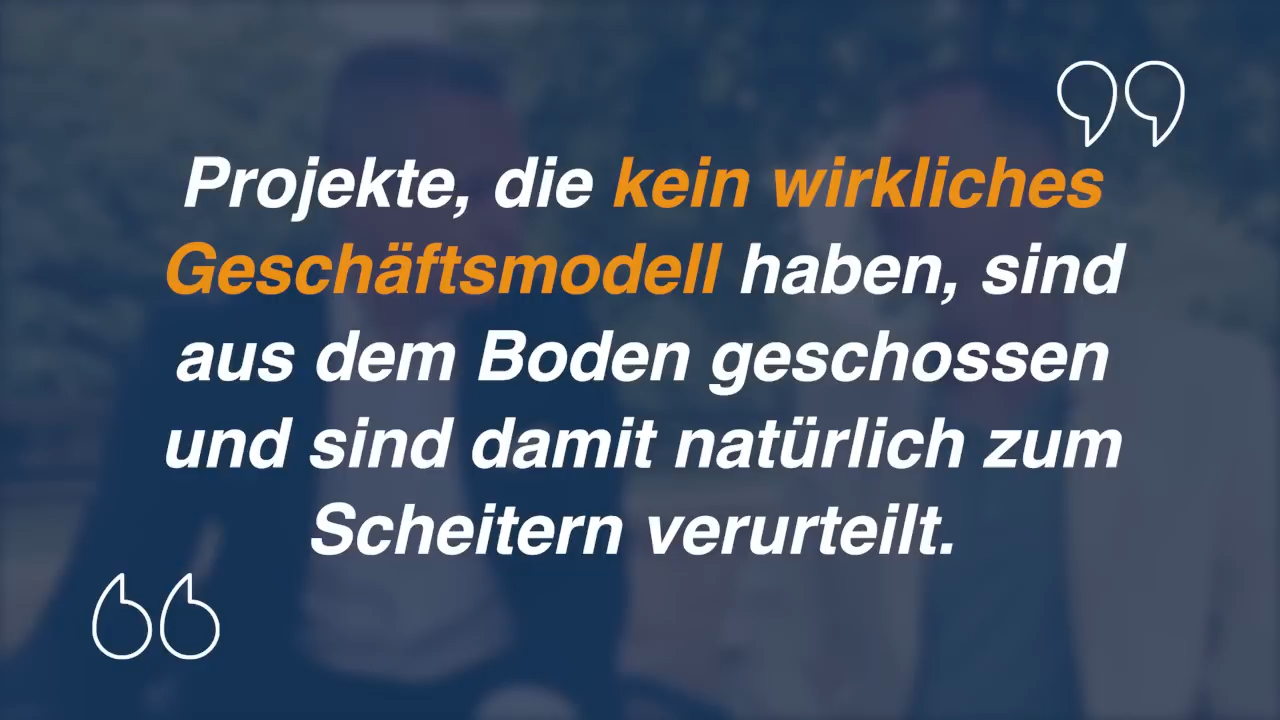 Projekte, die kein wirkliches
Geschäftsmodell haben, sind
aus dem Boden geschossen
und sind damit natürlich zum
Scheitern verurteilt.